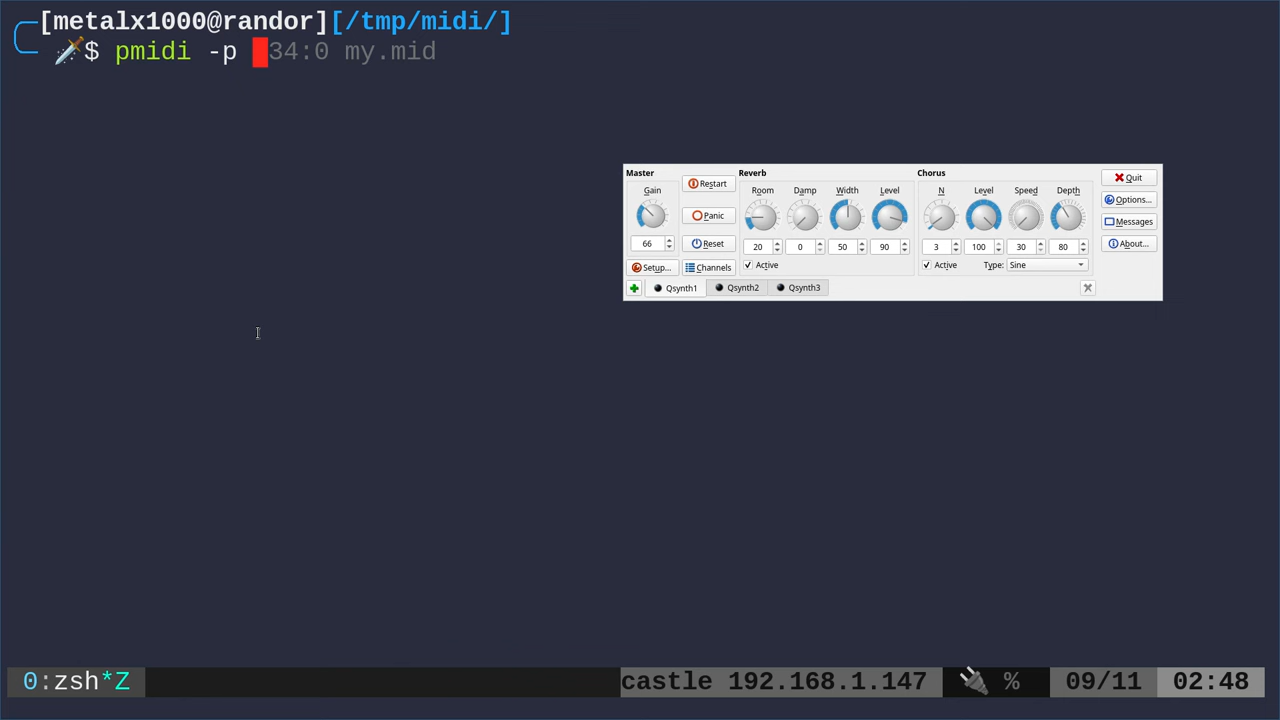 [metalx1000@randor][/tmp/midi/]
$ pmidi -p 34:0 my.mid
Master Reverb Chorus
Gain Restart Room Damp Width Level N Level Speed Depth Quit
Options...
Panic
Messages
66 Reset 20 0 50 90 3 100 30 80 About...
Setup... Channels Active Active Type: Sine
Qsynth1 Qsynth2 Qsynth3
0:zsh*Z castle 192.168.1.147 % 09/11 02:48